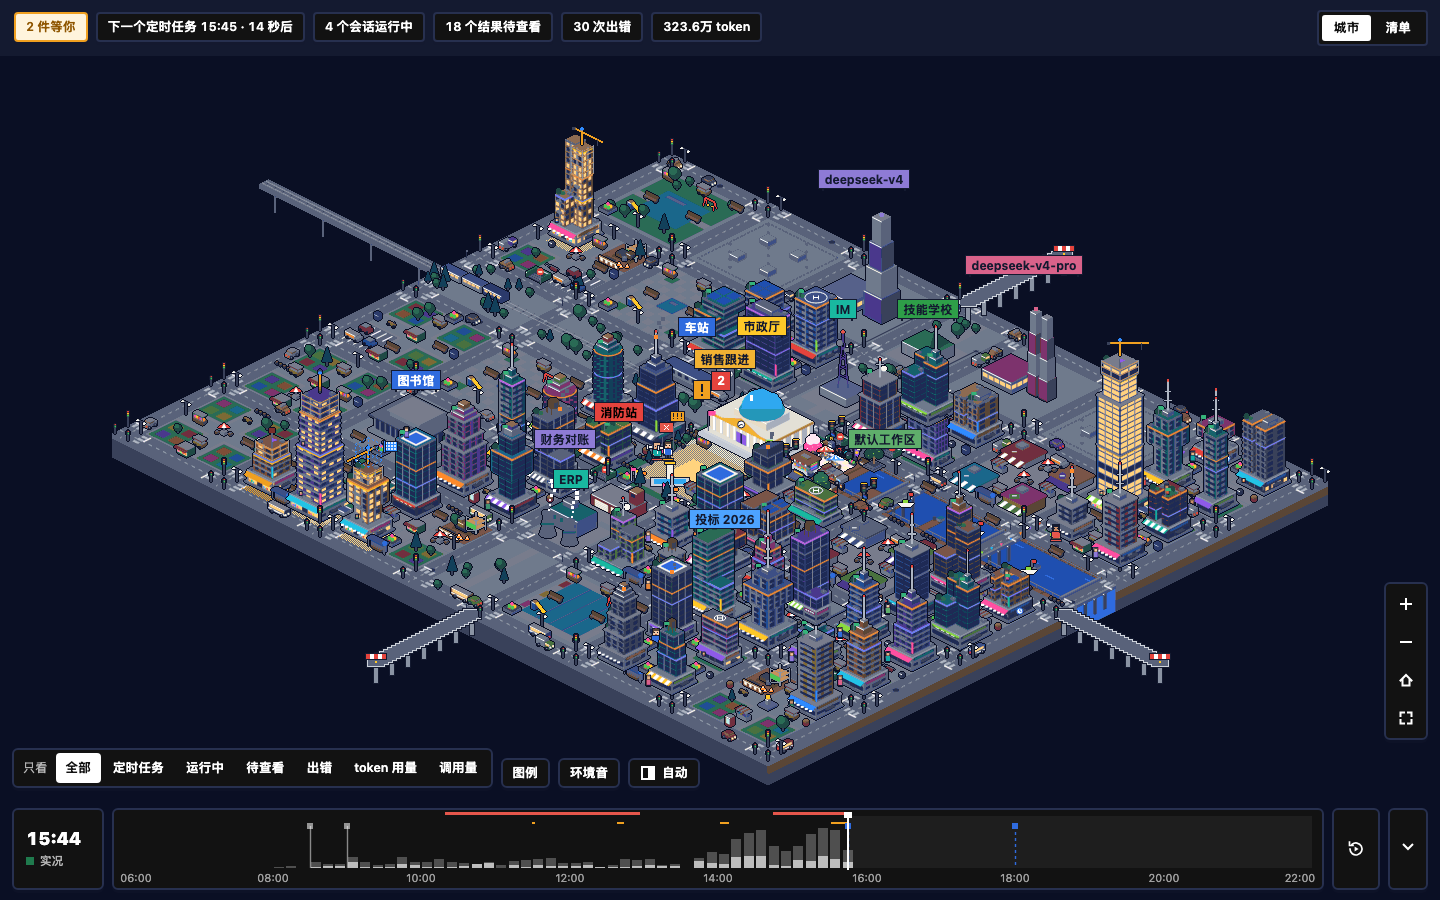 2 件等你
下一个定时任务 15:45 · 14 秒后
4 个会话运行中
18 个结果待查看
30 次出错
323.6万 token
城市
清单
deepseek-v4
deepseek-v4-pro
IM
技能学校
车站
市政厅
销售跟进
2
!
图书馆
消防站
!!!
财务对账
默认工作区
ERP
投标 2026
H
H
H
+
−
只看
全部
定时任务
运行中
待查看
出错
token 用量
调用量
图例
环境音
自动
15:44
实况
06:00
08:00
10:00
12:00
14:00
16:00
18:00
20:00
22:00